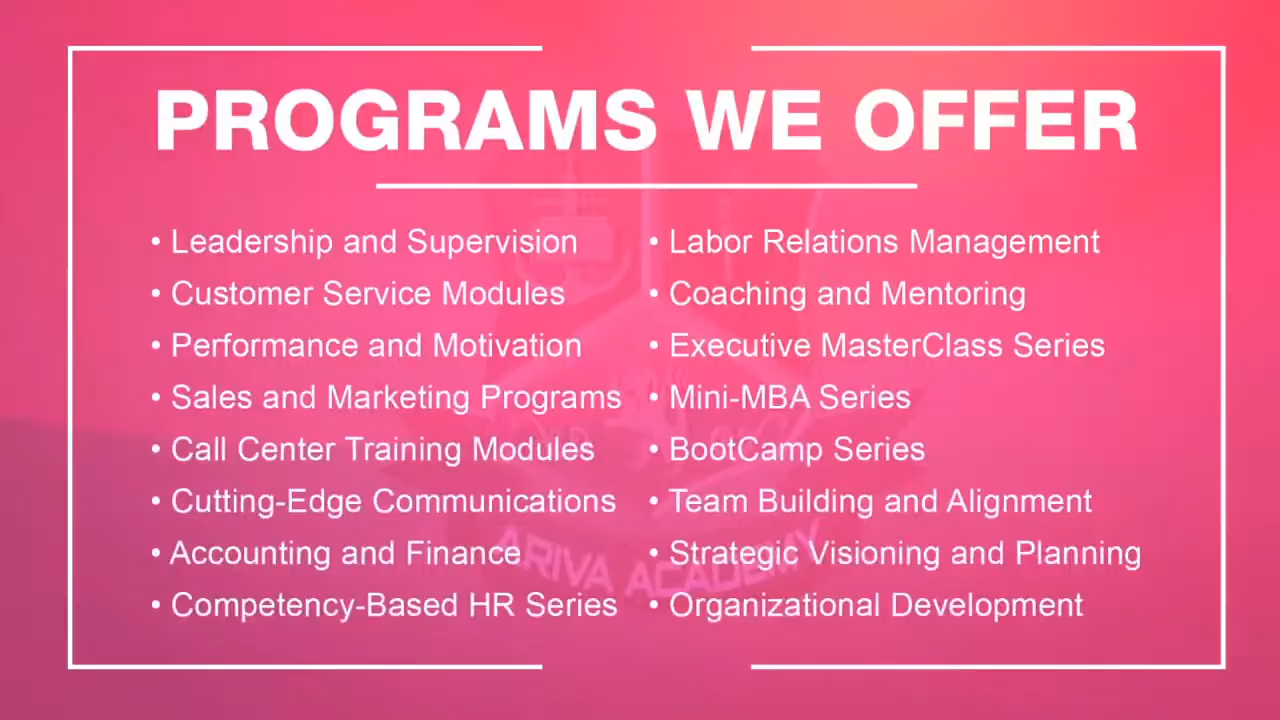 PROGRAMS WE OFFER
• Leadership and Supervision
• Customer Service Modules
• Performance and Motivation
• Sales and Marketing Programs
• Call Center Training Modules
• Cutting-Edge Communications
• Accounting and Finance
• Competency-Based HR Series
• Labor Relations Management
• Coaching and Mentoring
• Executive MasterClass Series
• Mini-MBA Series
• BootCamp Series
• Team Building and Alignment
• Strategic Visioning and Planning
• Organizational Development
ARIVA ACADEMY